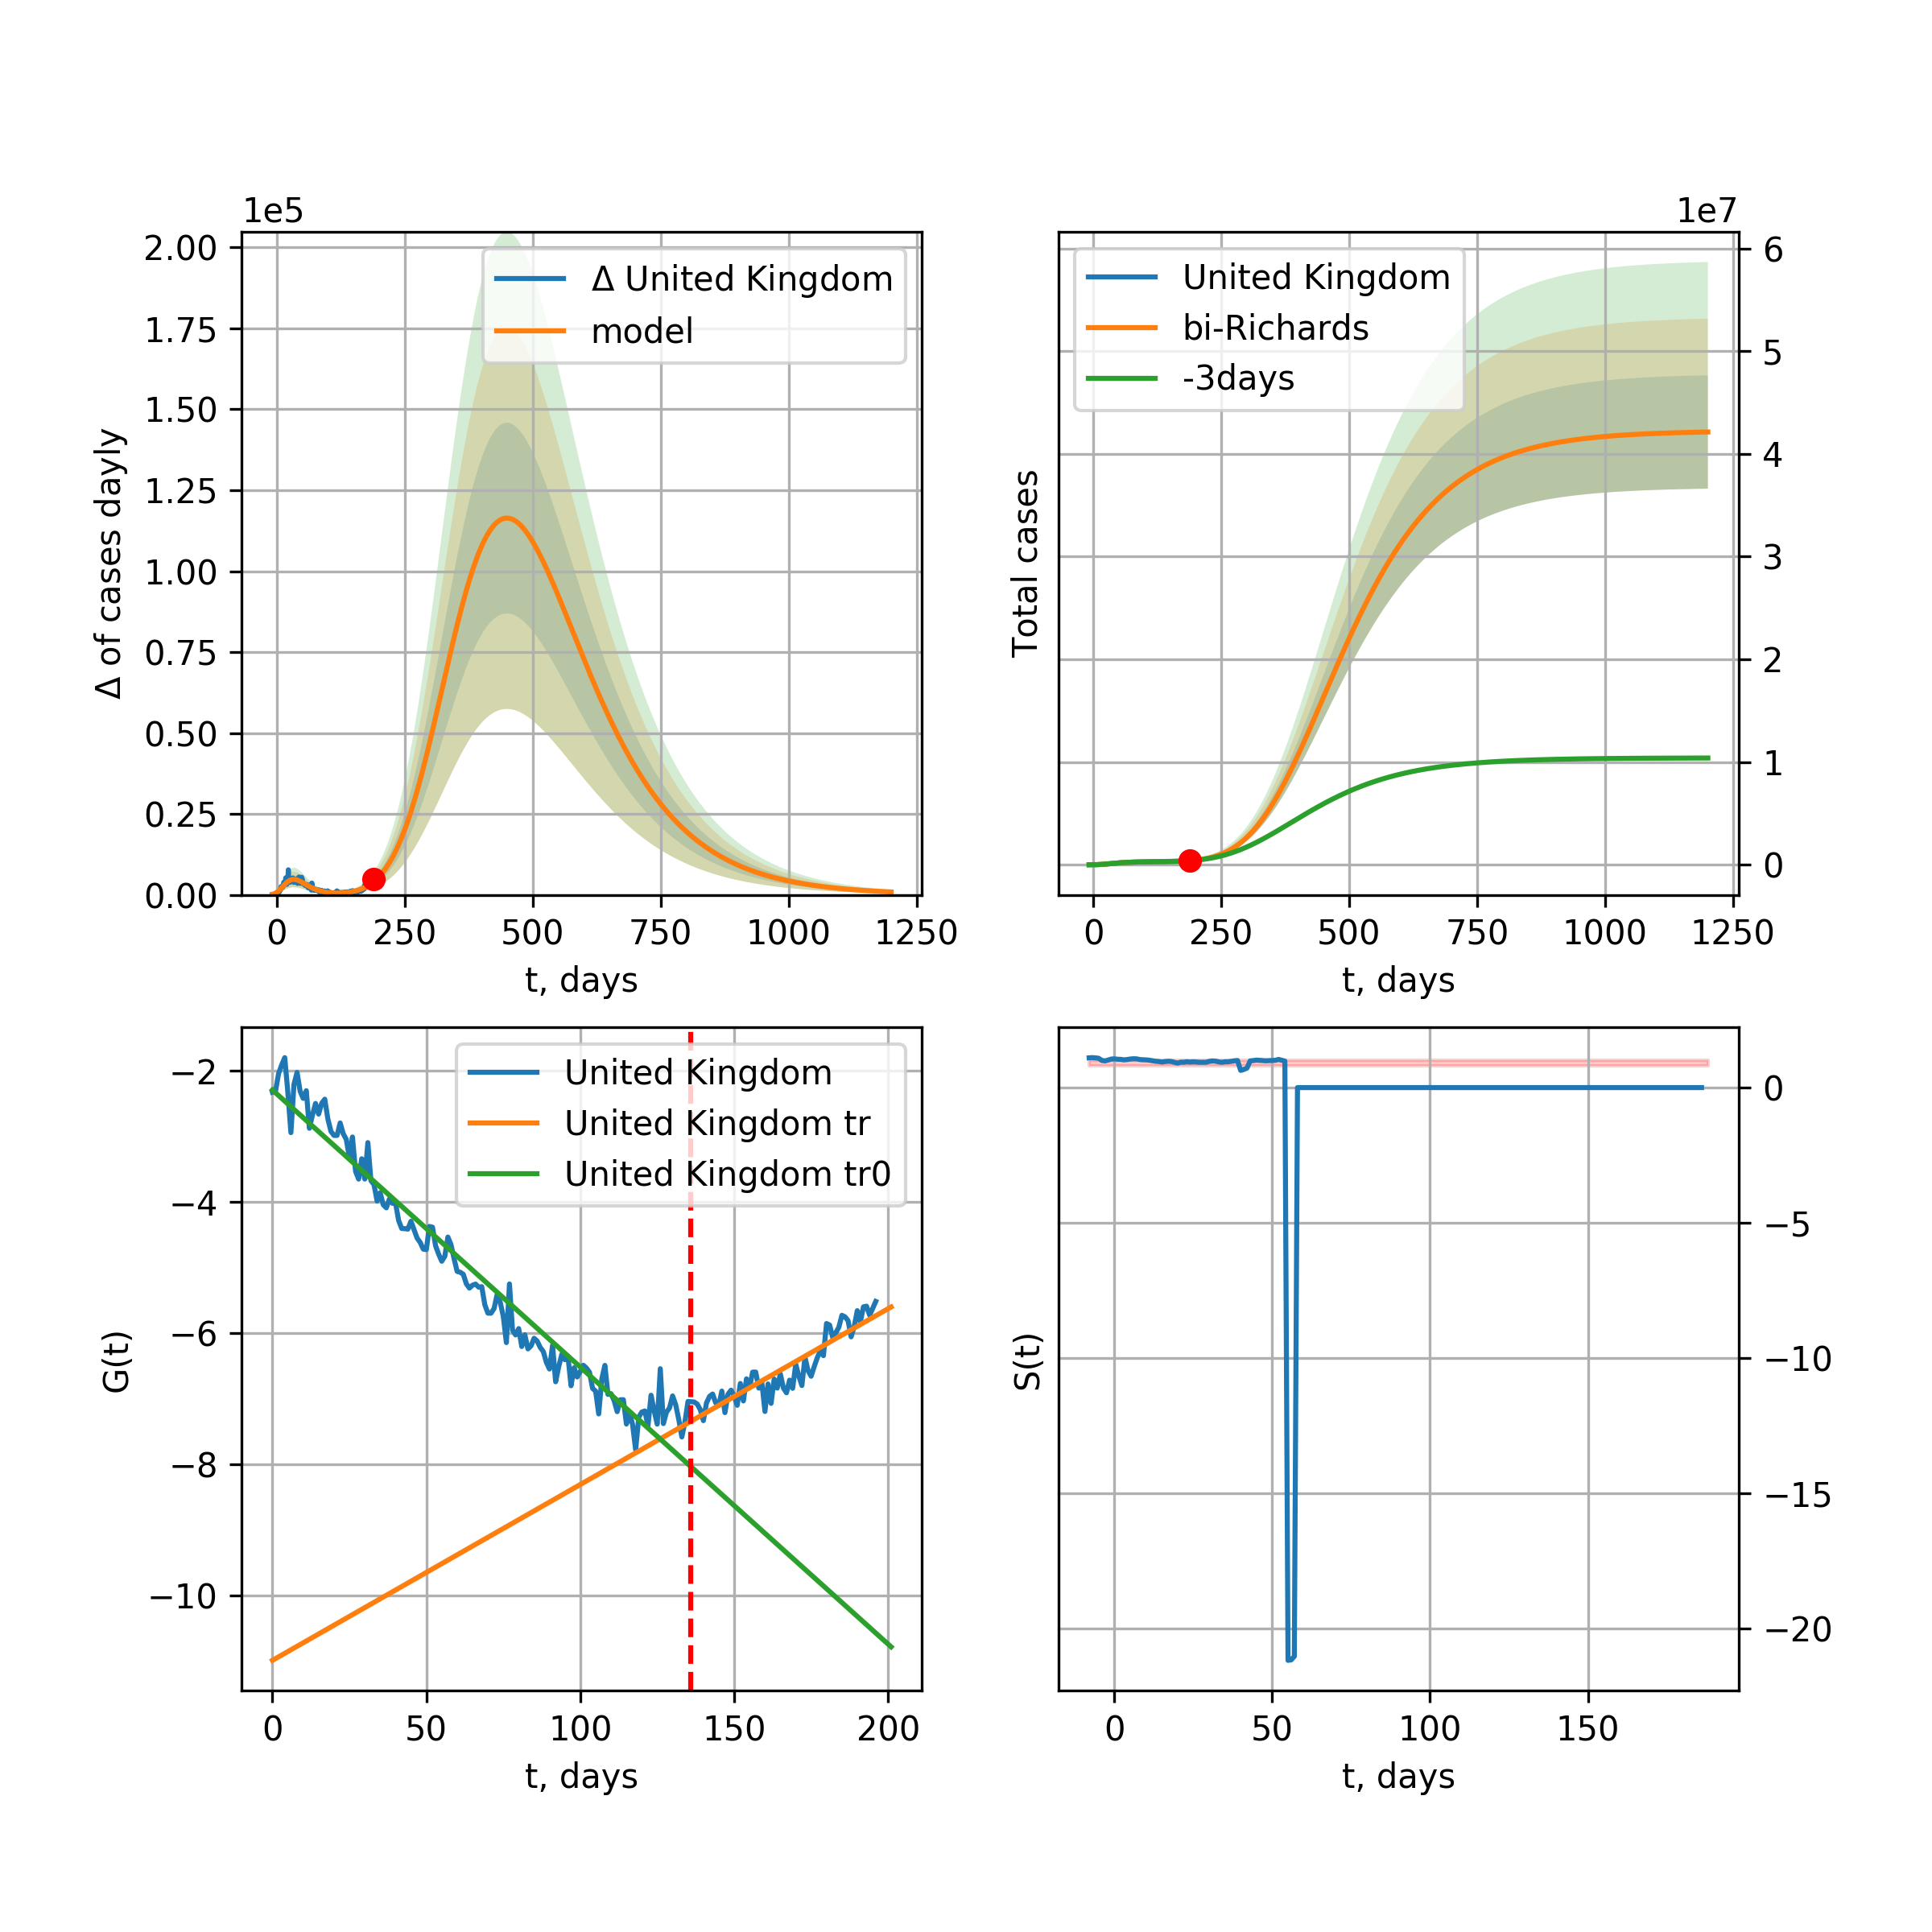 1e5
2.00
1.75
1.50
1.25
1.00
0.75
0.50
0.25
0.00
Δ of cases dayly
Δ United Kingdom
model
0 250 500 750 1000 1250
t, days
1e7
6
5
4
3
2
1
0
Total cases
United Kingdom
bi-Richards
-3days
0 250 500 750 1000 1250
t, days
−2
−4
−6
−8
−10
G(t)
United Kingdom
United Kingdom tr
United Kingdom tr0
0 50 100 150 200
t, days
0
−5
−10
−15
−20
S(t)
0 50 100 150
t, days